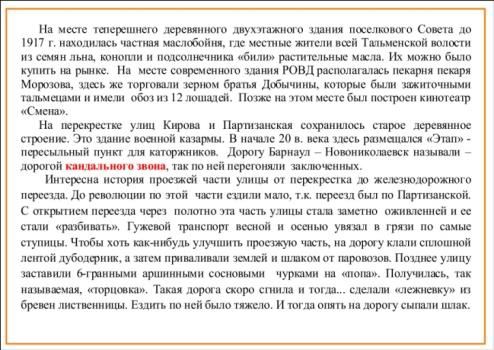 На месте теперешнего деревянного двухэтажного здания поселкового Совета до
1917 г. находилась частная маслобойня, где местные жители всей Тальменской волости
из семян льна, конопли и подсолнечника «били» растительные масла. Их можно было
купить на рынке. На месте современного здания РОВД располагалась пекарня пекаря
Морозова, здесь же торговали зерном братья Добычины, которые были зажиточными
тальмецами и имели обоз из 12 лошадей. Позже на этом месте был построен кинотеатр
«Смена».
На перекрестке улиц Кирова и Партизанская сохранилось старое деревянное
строение. Это здание военной казармы. В начале 20 в. века здесь размещался «Этап» -
пересыльный пункт для каторжников. Дорогу Барнаул – Новониколаевск называли –
дорогой кандального звона, так по ней перегоняли заключенных.
Интересна история проезжей части улицы от перекрестка до железнодорожного
переезда. До революции по этой части ездили мало, т.к. переезд был по Партизанской.
С открытием переезда через полотно эта часть улицы стала заметно оживленней и ее
стали «разбивать». Гужевой транспорт весной и осенью увязал в грязи по самые
ступицы. Чтобы хоть как-нибудь улучшить проезжую часть, на дорогу клали сплошной
лентой дубодерник, а затем приваливали землей и шлаком от паровозов. Позднее улицу
заставили 6-гранными аршинными сосновыми чурками на «попа». Получилась, так
называемая, «торцовка». Такая дорога скоро сгнила и тогда... сделали «лежневку» из
бревен лиственницы. Ездить по ней было тяжело. И тогда опять на дорогу сыпали шлак.